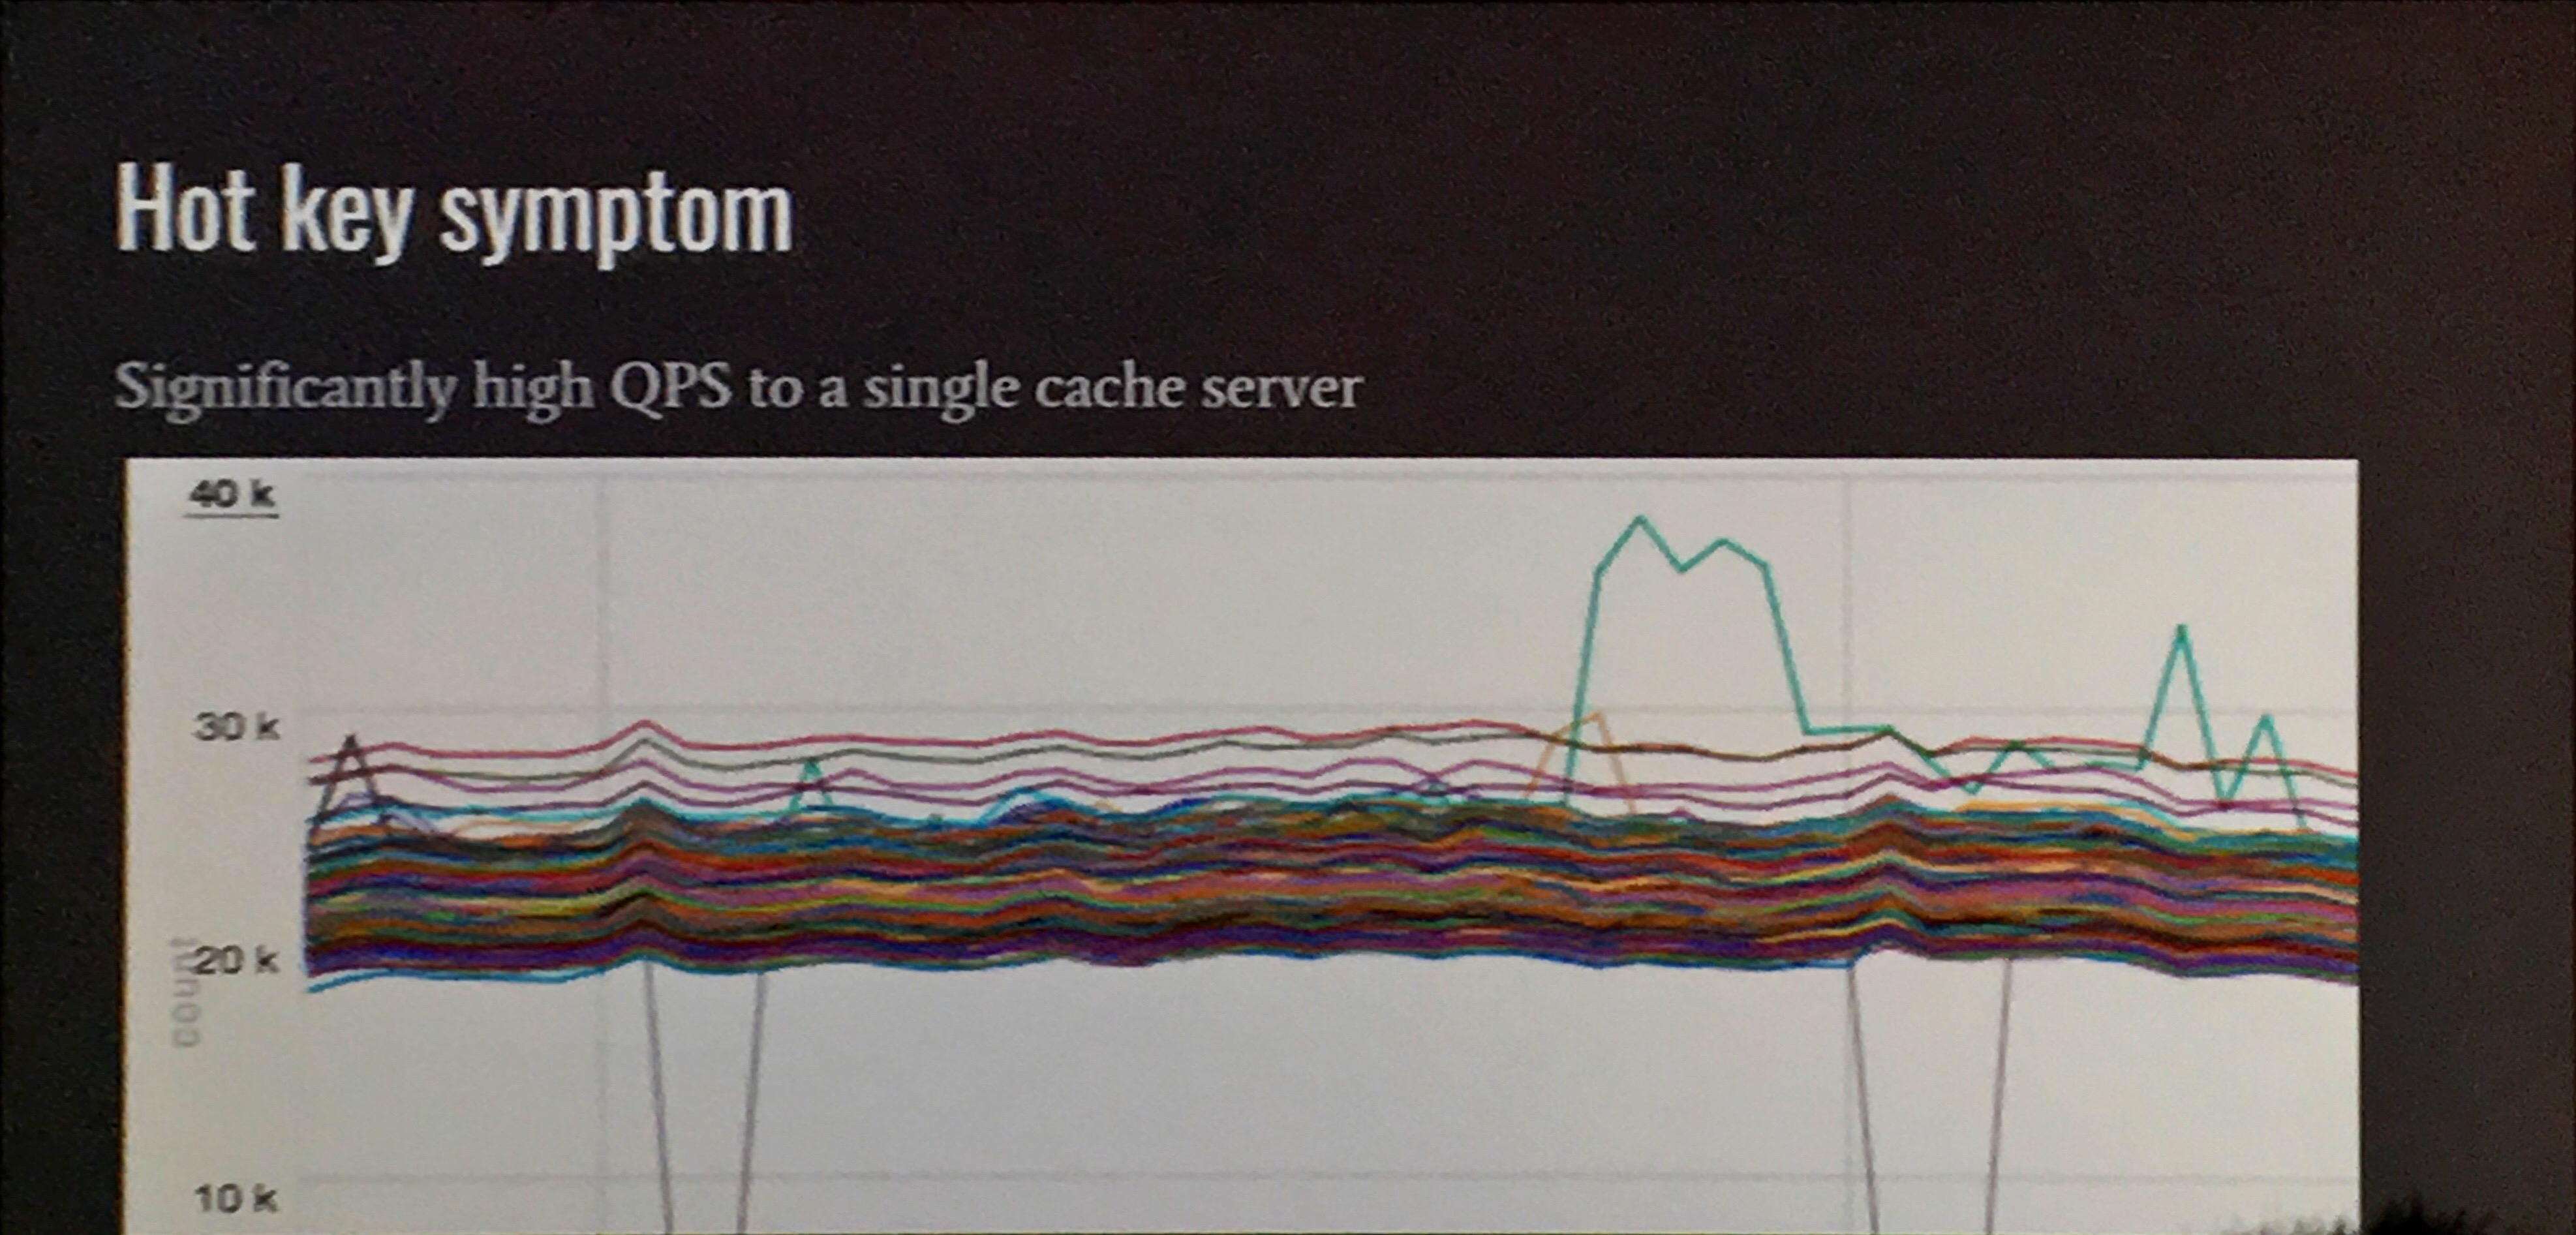 Hot key symptom
Significantly high QPS to a single cache server
40 k
30 k
20 k
count
10 k